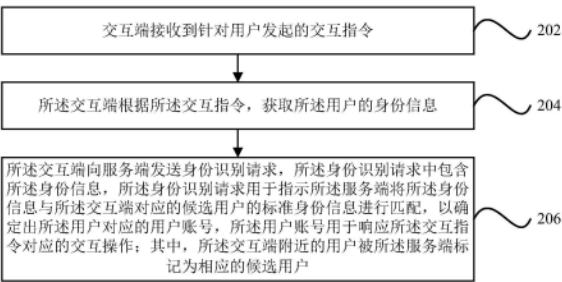 交互端接收到针对用户发起的交互指令
202
所述交互端根据所述交互指令，获取所述用户的身份信息
204
所述交互端向服务端发送身份识别请求，所述身份识别请求中包含
所述身份信息，所述身份识别请求用于指示所述服务端将所述身份
信息与所述交互端对应的候选用户的标准身份信息进行匹配，以确
定出所述用户对应的用户账号，所述用户账号用于响应所述交互指
令对应的交互操作；其中，所述交互端附近的用户被所述服务端标
记为相应的候选用户
206